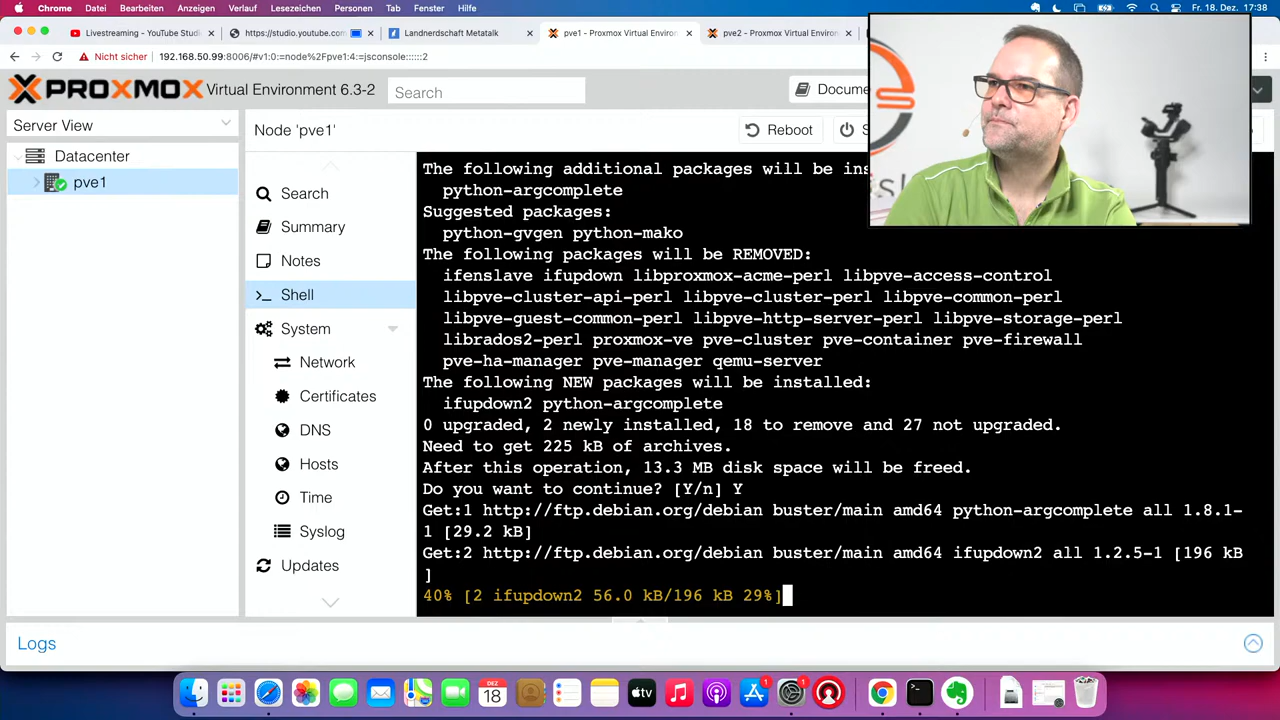 Chrome Datei Bearbeiten Anzeigen Verlauf Lesezeichen Personen Tab Fenster Hilfe Fr. 18. Dez. 17:38
Livestreaming - YouTube Studi
https://studio.youtube.com
Landnerdschaft Metatalk
pve1 - Proxmox Virtual Environ
pve2 - Proxmox Virtual Environ
Nicht sicher 192.168.50.99:8006/#v1:0:=node%2Fpve1:4:=jsconsole::::::2
PROXMOX Virtual Environment 6.3-2 Search Docume
Server View
Datacenter
pve1
Node 'pve1' Reboot S
Search
Summary
Notes
Shell
System
Network
Certificates
DNS
Hosts
Time
Syslog
Updates
The following additional packages will be ins
python-argcomplete
Suggested packages:
python-gvgen python-mako
The following packages will be REMOVED:
ifenslave ifupdown libproxmox-acme-perl libpve-access-control
libpve-cluster-api-perl libpve-cluster-perl libpve-common-perl
libpve-guest-common-perl libpve-http-server-perl libpve-storage-perl
librados2-perl proxmox-ve pve-cluster pve-container pve-firewall
pve-ha-manager pve-manager qemu-server
The following NEW packages will be installed:
ifupdown2 python-argcomplete
0 upgraded, 2 newly installed, 18 to remove and 27 not upgraded.
Need to get 225 kB of archives.
After this operation, 13.3 MB disk space will be freed.
Do you want to continue? [Y/n] Y
Get:1 http://ftp.debian.org/debian buster/main amd64 python-argcomplete all 1.8.1-
1 [29.2 kB]
Get:2 http://ftp.debian.org/debian buster/main amd64 ifupdown2 all 1.2.5-1 [196 kB
]
40% [2 ifupdown2 56.0 kB/196 kB 29%]
Logs
DEZ
18
tv
1
1